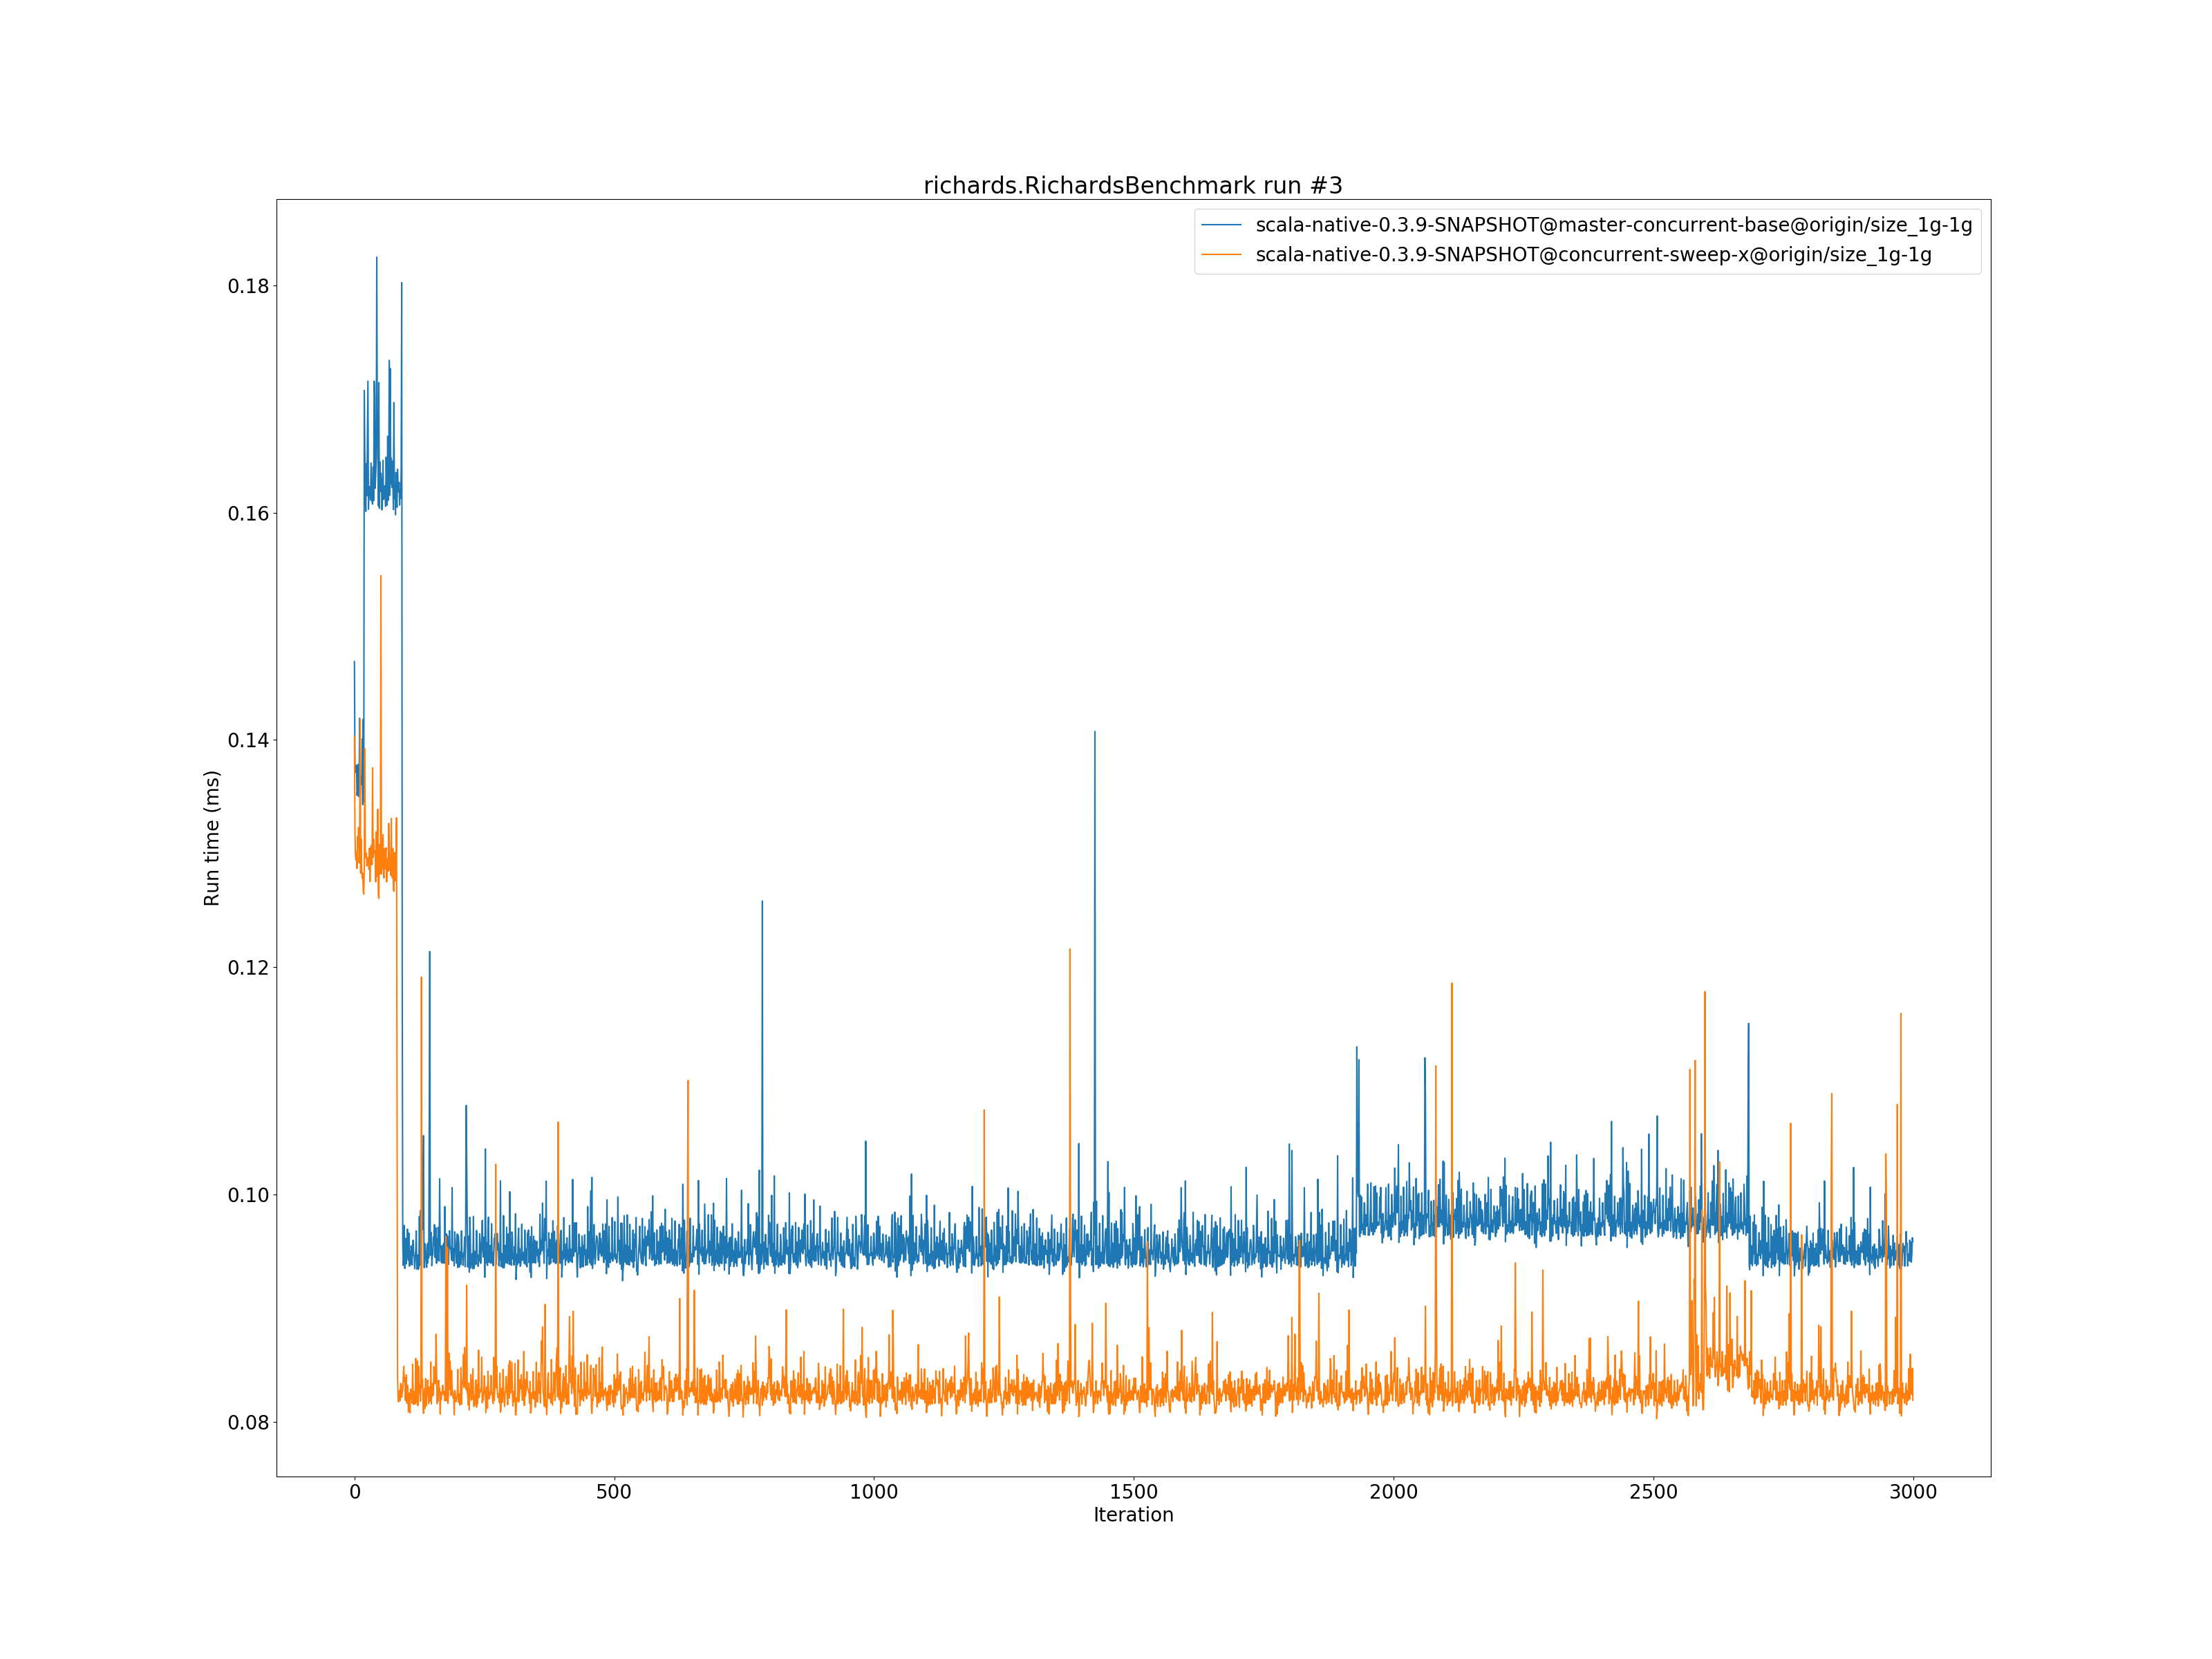 richards.RichardsBenchmark run #3
scala-native-0.3.9-SNAPSHOT@master-concurrent-base@origin/size_1g-1g
scala-native-0.3.9-SNAPSHOT@concurrent-sweep-x@origin/size_1g-1g
0.18
0.16
0.14
0.12
0.10
0.08
Run time (ms)
0 500 1000 1500 2000 2500 3000
Iteration